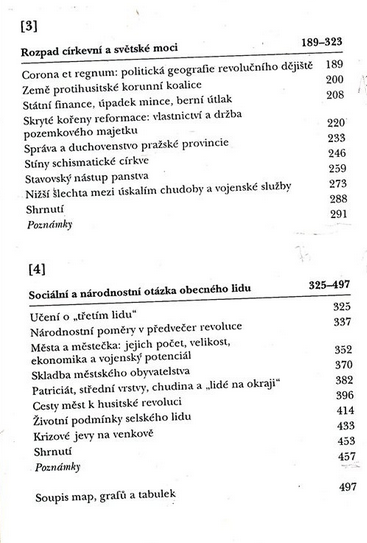 [3]
Rozpad církevní a světské moci 189–323
Corona et regnum: politická geografie revolučního dějiště 189
Země protihusitské korunní koalice 200
Státní finance, úpadek mince, berní útlak 208
Skryté kořeny reformace: vlastnictví a držba
pozemkového majetku 220
Správa a duchovenstvo pražské provincie 233
Stíny schismatické církve 246
Stavovský nástup panstva 259
Nižší šlechta mezi úskalím chudoby a vojenské služby 273
Shrnutí 288
Poznámky 291
[4]
Sociální a národnostní otázka obecného lidu 325–497
Učení o „třetím lidu“ 325
Národnostní poměry v předvečer revoluce 337
Města a městečka: jejich počet, velikost,
ekonomika a vojenský potenciál 352
Skladba městského obyvatelstva 370
Patriciát, střední vrstvy, chudina a „lidé na okraji“ 382
Cesty měst k husitské revoluci 396
Životní podmínky selského lidu 414
Krizové jevy na venkově 433
Shrnutí 453
Poznámky 457
Soupis map, grafů a tabulek 497